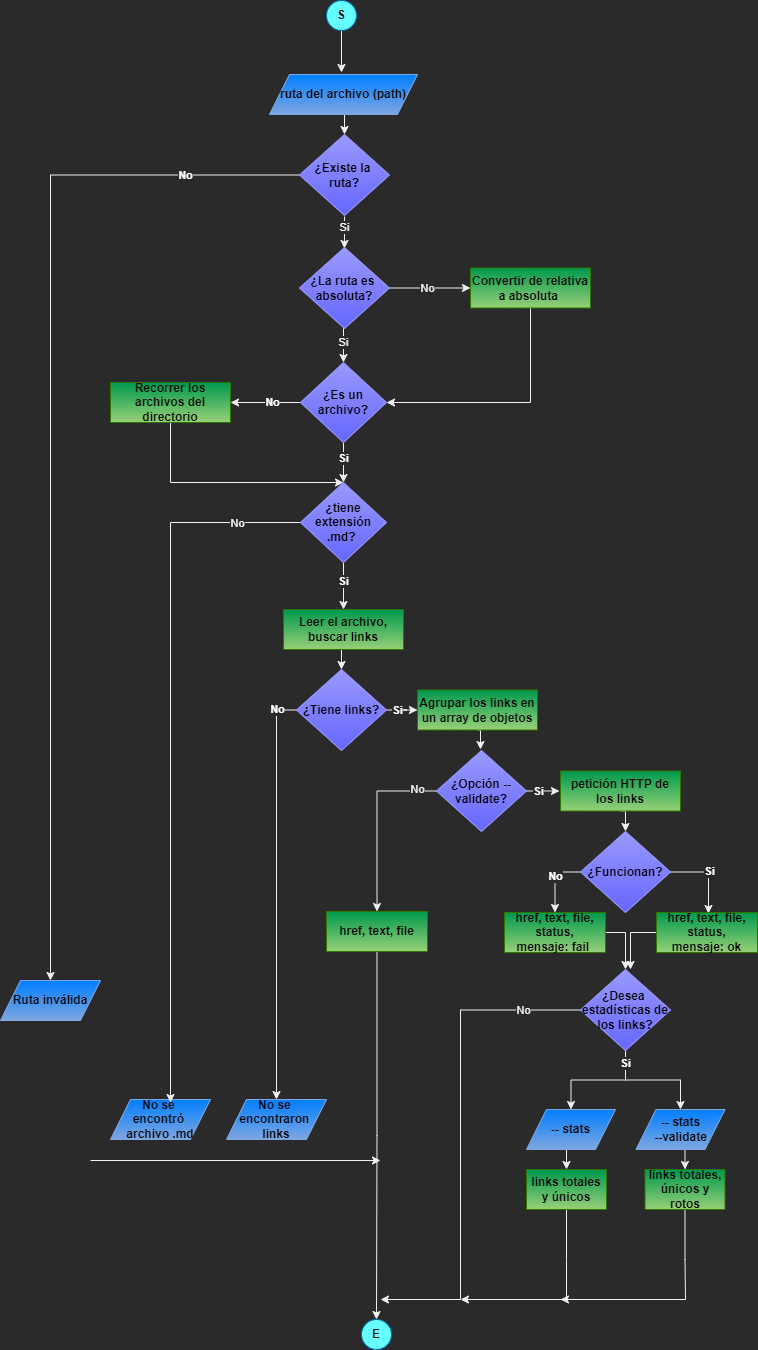 S
ruta del archivo (path)
¿Existe la
ruta?
No
Si
¿La ruta es
absoluta?
No
Convertir de relativa
a absoluta
Si
¿Es un
archivo?
No
Recorrer los
archivos del
directorio
Si
¿tiene
extensión
.md?
No
Si
Leer el archivo,
buscar links
¿Tiene links?
No
Si
Agrupar los links en
un array de objetos
¿Opción --
validate?
No
Si
petición HTTP de
los links
¿Funcionan?
No
Si
href, text, file
href, text, file,
status,
mensaje: fail
href, text, file,
status,
mensaje: ok
Ruta inválida
¿Desea
estadísticas de
los links?
No
Si
No se
encontró
archivo .md
No se
encontraron
links
-- stats
-- stats
--validate
links totales
y únicos
links totales,
únicos y
rotos
E